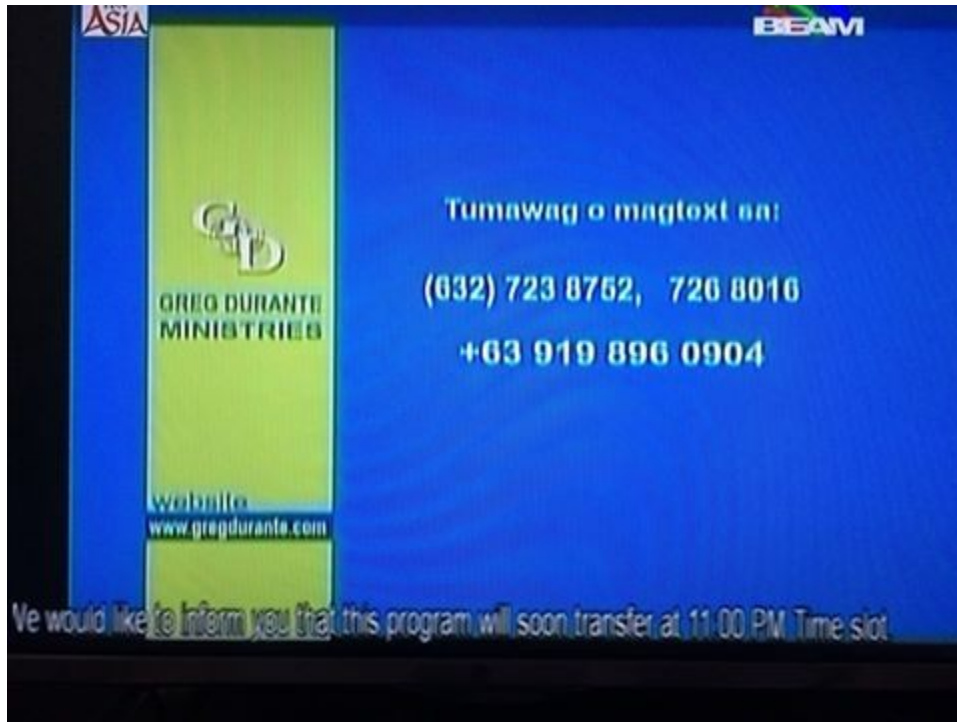 ASIA
BEAM
GD
GREG DURANTE
MINISTRIES
Tumawag o magtext sa:
(632) 723 8752, 726 8016
+63 919 896 0904
website
www.gregdurante.com
We would like to inform you that this program will soon transfer at 11:00 PM Time slot.